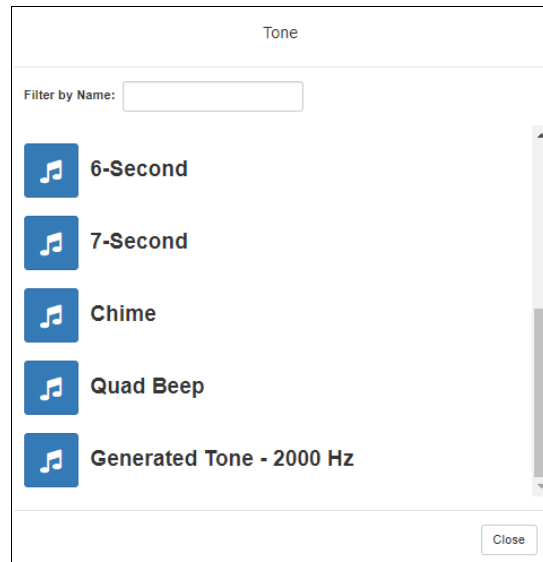 Tone
Filter by Name:
6-Second
7-Second
Chime
Quad Beep
Generated Tone - 2000 Hz
Close